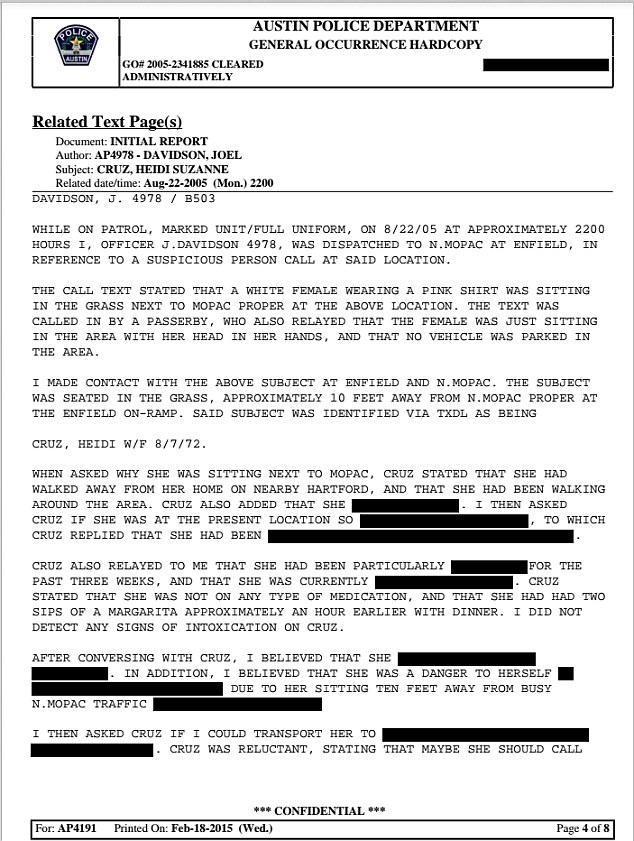 AUSTIN POLICE DEPARTMENT
GENERAL OCCURRENCE HARDCOPY
POLICE
AUSTIN
GO# 2005-2341885 CLEARED
ADMINISTRATIVELY
Related Text Page(s)
Document: INITIAL REPORT
Author: AP4978 - DAVIDSON, JOEL
Subject: CRUZ, HEIDI SUZANNE
Related date/time: Aug-22-2005 (Mon.) 2200
DAVIDSON, J. 4978 / B503
WHILE ON PATROL, MARKED UNIT/FULL UNIFORM, ON 8/22/05 AT APPROXIMATELY 2200
HOURS I, OFFICER J.DAVIDSON 4978, WAS DISPATCHED TO N.MOPAC AT ENFIELD, IN
REFERENCE TO A SUSPICIOUS PERSON CALL AT SAID LOCATION.
THE CALL TEXT STATED THAT A WHITE FEMALE WEARING A PINK SHIRT WAS SITTING
IN THE GRASS NEXT TO MOPAC PROPER AT THE ABOVE LOCATION. THE TEXT WAS
CALLED IN BY A PASSERBY, WHO ALSO RELAYED THAT THE FEMALE WAS JUST SITTING
IN THE AREA WITH HER HEAD IN HER HANDS, AND THAT NO VEHICLE WAS PARKED IN
THE AREA.
I MADE CONTACT WITH THE ABOVE SUBJECT AT ENFIELD AND N.MOPAC. THE SUBJECT
WAS SEATED IN THE GRASS, APPROXIMATELY 10 FEET AWAY FROM N.MOPAC PROPER AT
THE ENFIELD ON-RAMP. SAID SUBJECT WAS IDENTIFIED VIA TXDL AS BEING
CRUZ, HEIDI W/F 8/7/72.
WHEN ASKED WHY SHE WAS SITTING NEXT TO MOPAC, CRUZ STATED THAT SHE HAD
WALKED AWAY FROM HER HOME ON NEARBY HARTFORD, AND THAT SHE HAD BEEN WALKING
AROUND THE AREA. CRUZ ALSO ADDED THAT SHE . I THEN ASKED
CRUZ IF SHE WAS AT THE PRESENT LOCATION SO , TO WHICH
CRUZ REPLIED THAT SHE HAD BEEN .
CRUZ ALSO RELAYED TO ME THAT SHE HAD BEEN PARTICULARLY FOR THE
PAST THREE WEEKS, AND THAT SHE WAS CURRENTLY . CRUZ
STATED THAT SHE WAS NOT ON ANY TYPE OF MEDICATION, AND THAT SHE HAD HAD TWO
SIPS OF A MARGARITA APPROXIMATELY AN HOUR EARLIER WITH DINNER. I DID NOT
DETECT ANY SIGNS OF INTOXICATION ON CRUZ.
AFTER CONVERSING WITH CRUZ, I BELIEVED THAT SHE
. IN ADDITION, I BELIEVED THAT SHE WAS A DANGER TO HERSELF
DUE TO HER SITTING TEN FEET AWAY FROM BUSY
N.MOPAC TRAFFIC
I THEN ASKED CRUZ IF I COULD TRANSPORT HER TO
. CRUZ WAS RELUCTANT, STATING THAT MAYBE SHE SHOULD CALL
*** CONFIDENTIAL ***
For: AP4191 Printed On: Feb-18-2015 (Wed.) Page 4 of 8